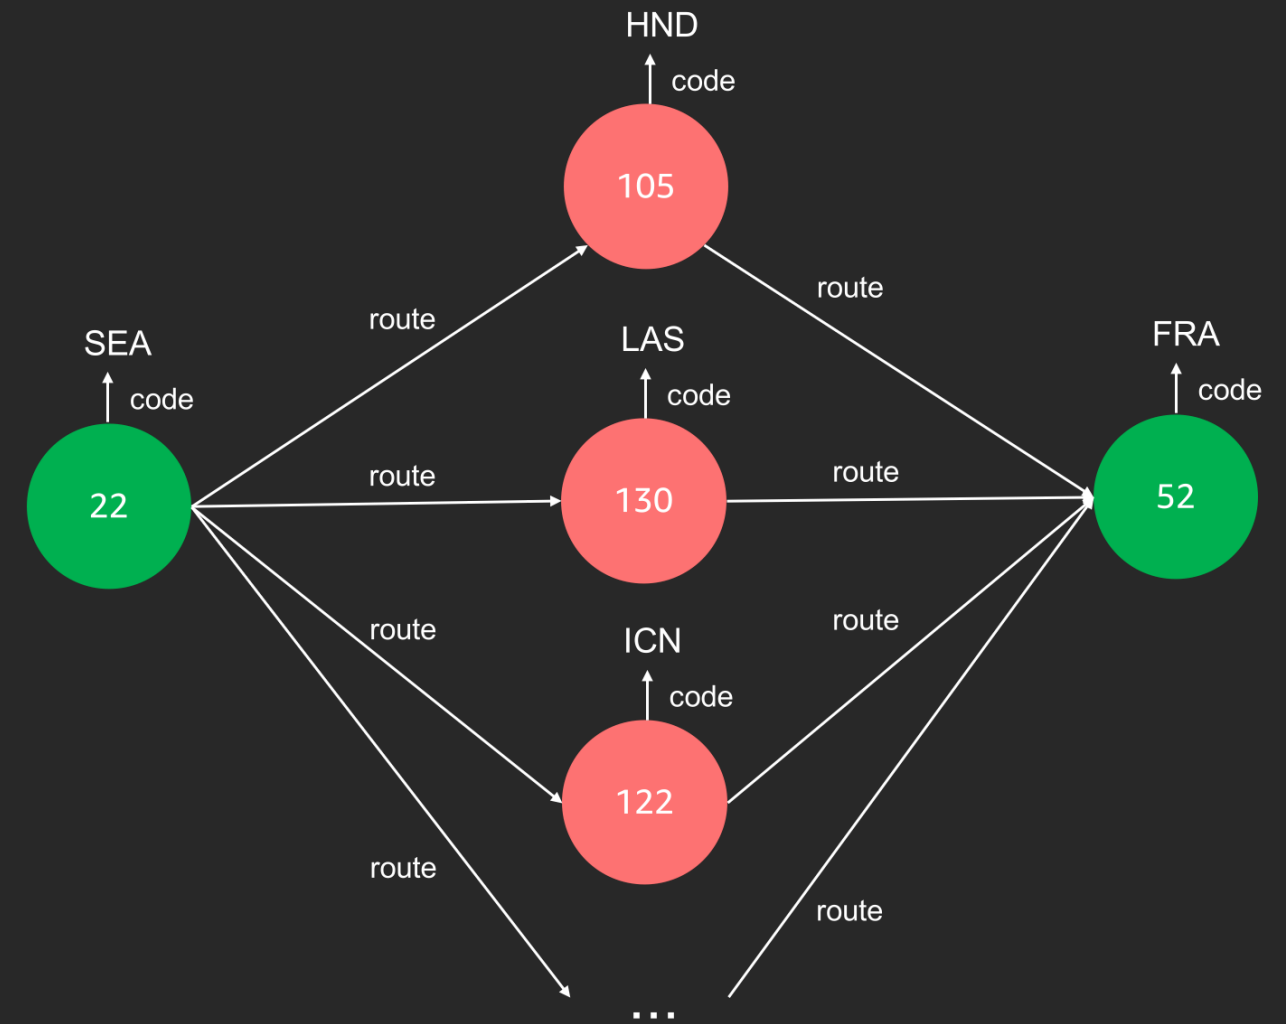 HND
code
105
route
route
SEA
code
LAS
code
FRA
code
22
route
130
route
52
route
ICN
code
route
122
route
route
...